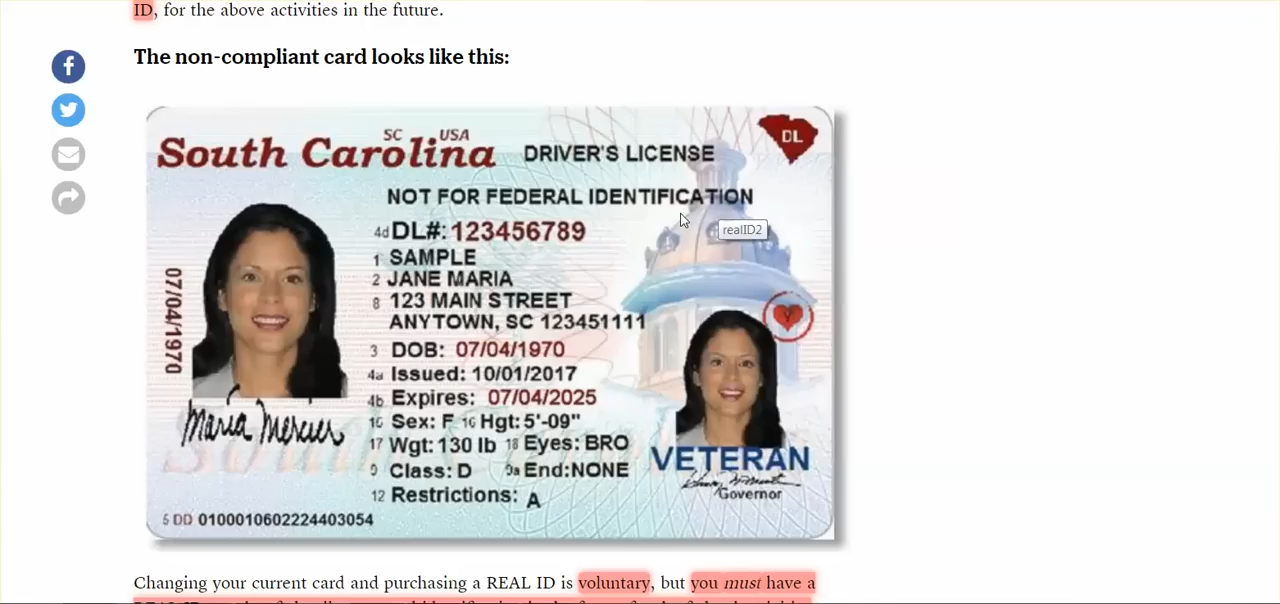 ID, for the above activities in the future.
The non-compliant card looks like this:
SC USA
South Carolina DRIVER'S LICENSE DL
NOT FOR FEDERAL IDENTIFICATION
4d DL#: 123456789
realID2
1 SAMPLE
2 JANE MARIA
8 123 MAIN STREET
ANYTOWN, SC 123451111
07/04/1970
3 DOB: 07/04/1970
4a Issued: 10/01/2017
4b Expires: 07/04/2025
Maria Mercier
15 Sex: F 16 Hgt: 5'-09"
17 Wgt: 130 lb 18 Eyes: BRO
VETERAN
9 Class: D 9a End:NONE
Governor
12 Restrictions: A
5 DD 0100010602224403054
Changing your current card and purchasing a REAL ID is voluntary, but you must have a